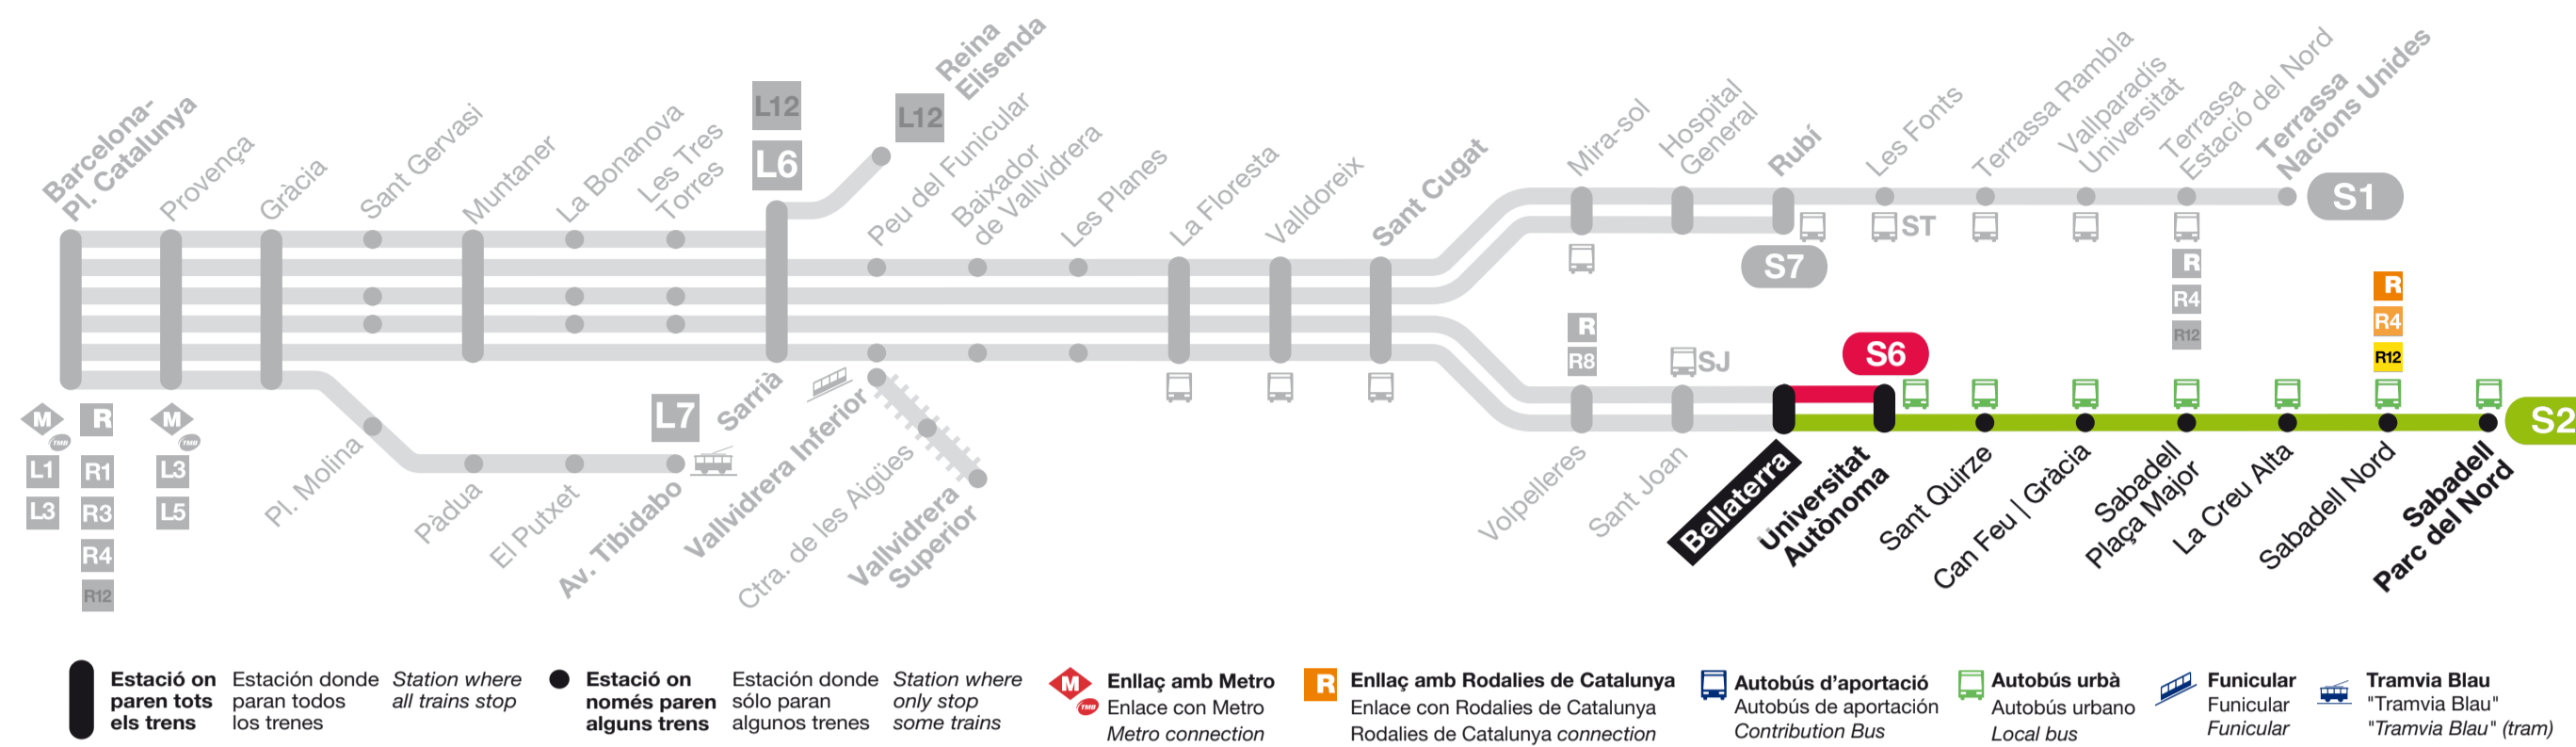 Barcelona-
Pl. Catalunya
Provença
Gràcia
Sant Gervasi
Muntaner
La Bonanova
Les Tres
Torres
L12
L6
L12
Reina
Elisenda
Peu del Funicular
Baixador
de Vallvidrera
Les Planes
La Floresta
Valldoreix
Sant Cugat
Mira-sol
Hospital
General
Rubí
Les Fonts
Terrassa Rambla
Vallparadís
Universitat
Terrassa
Estació del Nord
Terrassa
Nacions Unides
S1
ST
S7
R
R4
R12
R
R4
R12
R
R8
SJ
S6
S2
M
TMB
L1
L3
R
R1
R3
R4
R12
M
TMB
L3
L5
Pl. Molina
Pàdua
El Putxet
L7
Av. Tibidabo
Sarrià
Vallvidrera Inferior
Ctra. de les Aigües
Vallvidrera
Superior
Volpelleres
Sant Joan
Bellaterra
Universitat
Autònoma
Sant Quirze
Can Feu | Gràcia
Sabadell
Plaça Major
La Creu Alta
Sabadell Nord
Sabadell
Parc del Nord
Estació on
paren tots
els trens
Estación donde
paran todos
los trenes
Station where
all trains stop
Estació on
només paren
alguns trens
Estación donde
sólo paran
algunos trenes
Station where
only stop
some trains
M
TMB
Enllaç amb Metro
Enlace con Metro
Metro connection
R
Enllaç amb Rodalies de Catalunya
Enlace con Rodalies de Catalunya
Rodalies de Catalunya connection
Autobús d'aportació
Autobús de aportación
Contribution Bus
Autobús urbà
Autobús urbano
Local bus
Funicular
Funicular
Funicular
Tramvia Blau
"Tramvia Blau"
"Tramvia Blau" (tram)